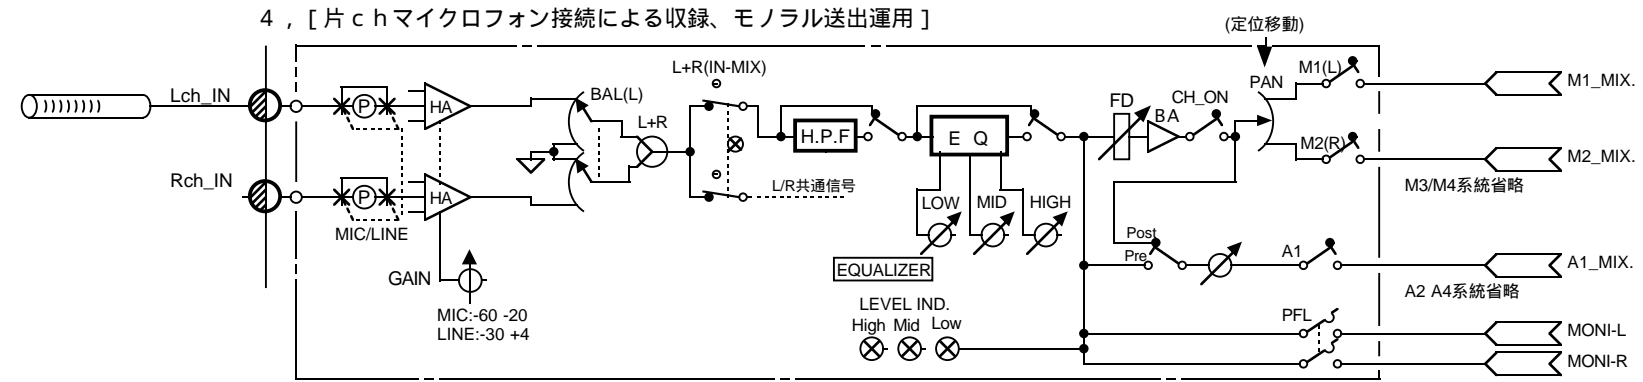 4 , [ 片ｃｈマイクロフォン接続による収録、モノラル送出運用 ]
(定位移動)
L+R(IN-MIX)
PAN
M1(L)
M1_MIX.
Lch_IN
P
HA
BAL(L)
L+R
FD
BA
CH_ON
H.P.F
E Q
M2(R)
M2_MIX.
Rch_IN
P
HA
L/R共通信号
M3/M4系統省略
MIC/LINE
LOW
MID
HIGH
Post
Pre
A1
A1_MIX.
GAIN
EQUALIZER
A2 A4系統省略
MIC:-60 -20
LINE:-30 +4
LEVEL IND.
High Mid Low
PFL
MONI-L
MONI-R